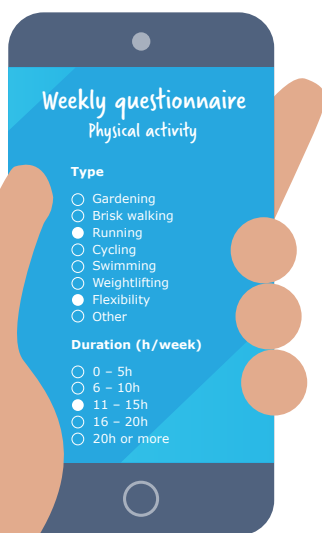 Weekly questionnaire
Physical activity
Type
Gardening
Brisk walking
Running
Cycling
Swimming
Weightlifting
Flexibility
Other
Duration (h/week)
0 – 5h
6 – 10h
11 – 15h
16 – 20h
20h or more